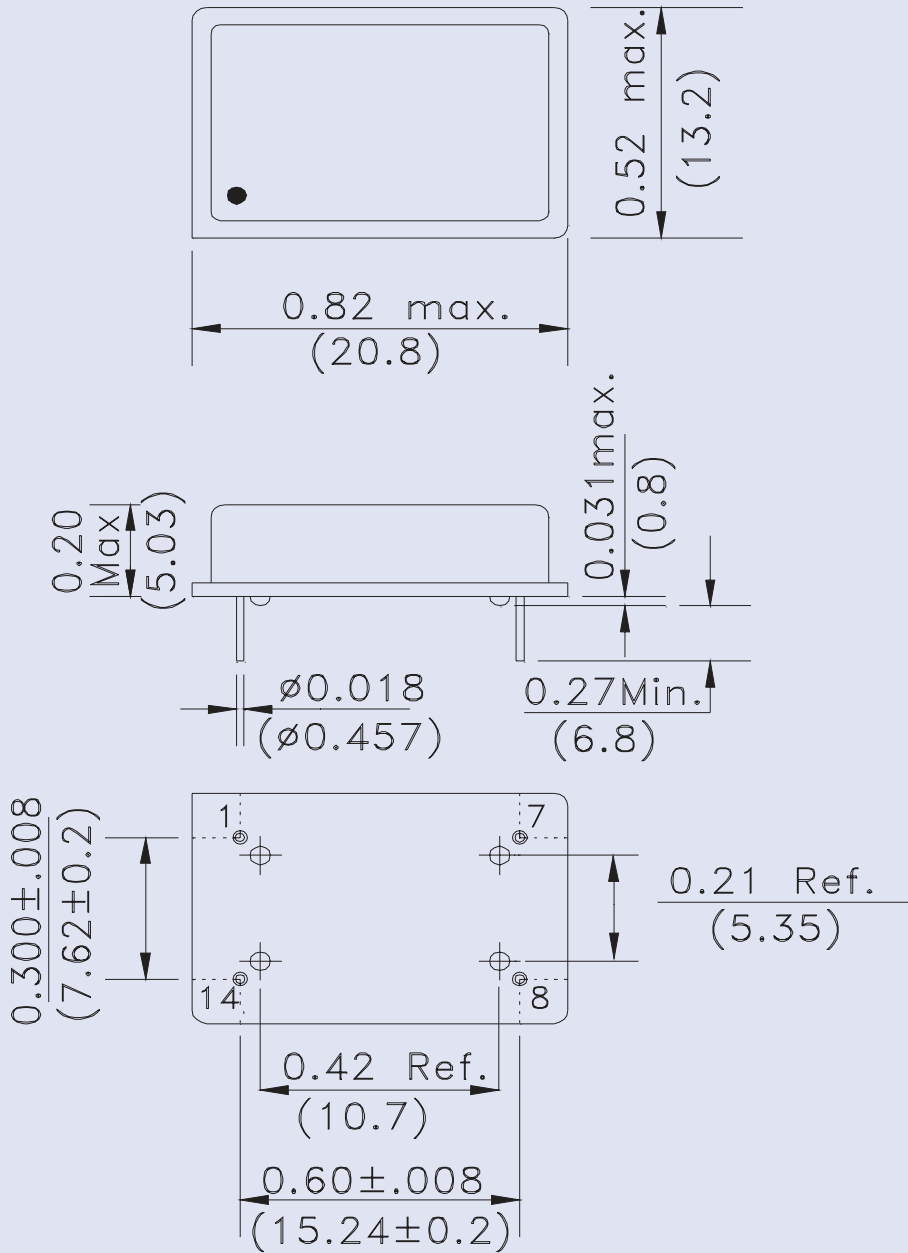 0.52 max.
(13.2)
0.82 max.
(20.8)
0.20
Max
(5.03)
0.031max.
(0.8)
ø0.018
(ø0.457)
0.27Min.
(6.8)
1
7
0.300±.008
(7.62±0.2)
0.21 Ref.
(5.35)
14
8
0.42 Ref.
(10.7)
0.60±.008
(15.24±0.2)